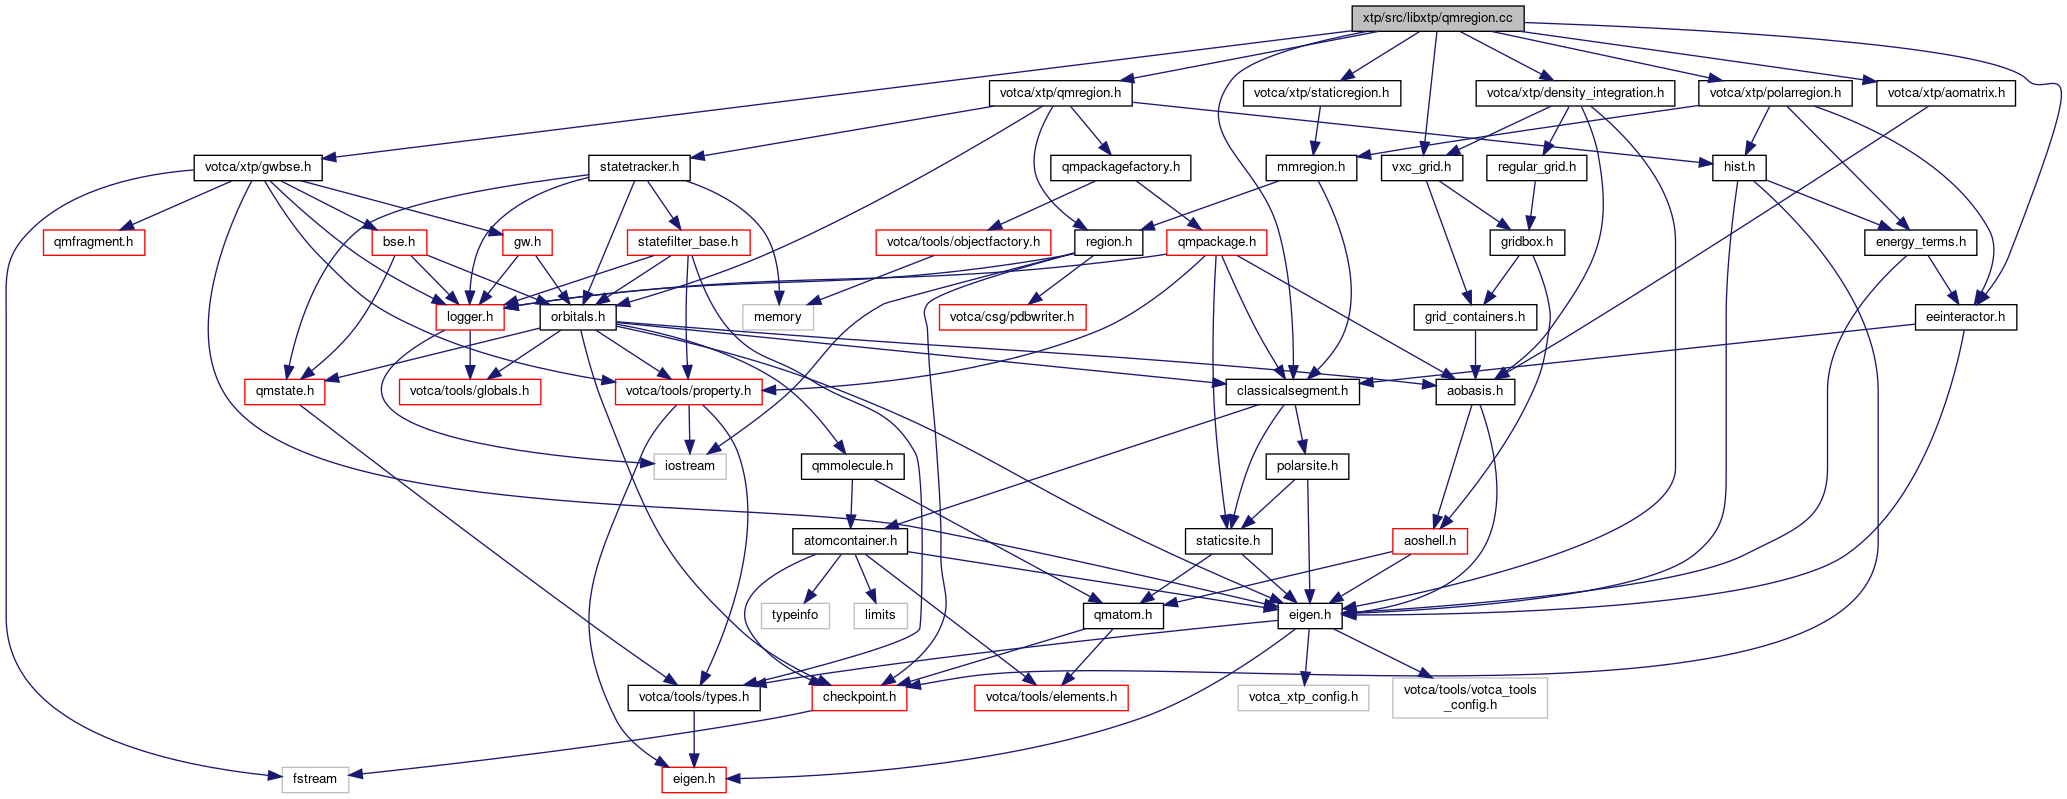 xtp/src/libxtp/qmregion.cc
votca/xtp/qmregion.h
votca/xtp/staticregion.h
votca/xtp/density_integration.h
votca/xtp/polarregion.h
votca/xtp/aomatrix.h
votca/xtp/gwbse.h
statetracker.h
qmpackagefactory.h
mmregion.h
vxc_grid.h
regular_grid.h
hist.h
qmfragment.h
bse.h
gw.h
statefilter_base.h
votca/tools/objectfactory.h
region.h
qmpackage.h
gridbox.h
energy_terms.h
logger.h
orbitals.h
memory
votca/csg/pdbwriter.h
grid_containers.h
eeinteractor.h
qmstate.h
votca/tools/globals.h
votca/tools/property.h
classicalsegment.h
aobasis.h
iostream
qmmolecule.h
polarsite.h
atomcontainer.h
staticsite.h
aoshell.h
typeinfo
limits
qmatom.h
eigen.h
votca/tools/types.h
checkpoint.h
votca/tools/elements.h
votca_xtp_config.h
votca/tools/votca_tools
_config.h
fstream
eigen.h